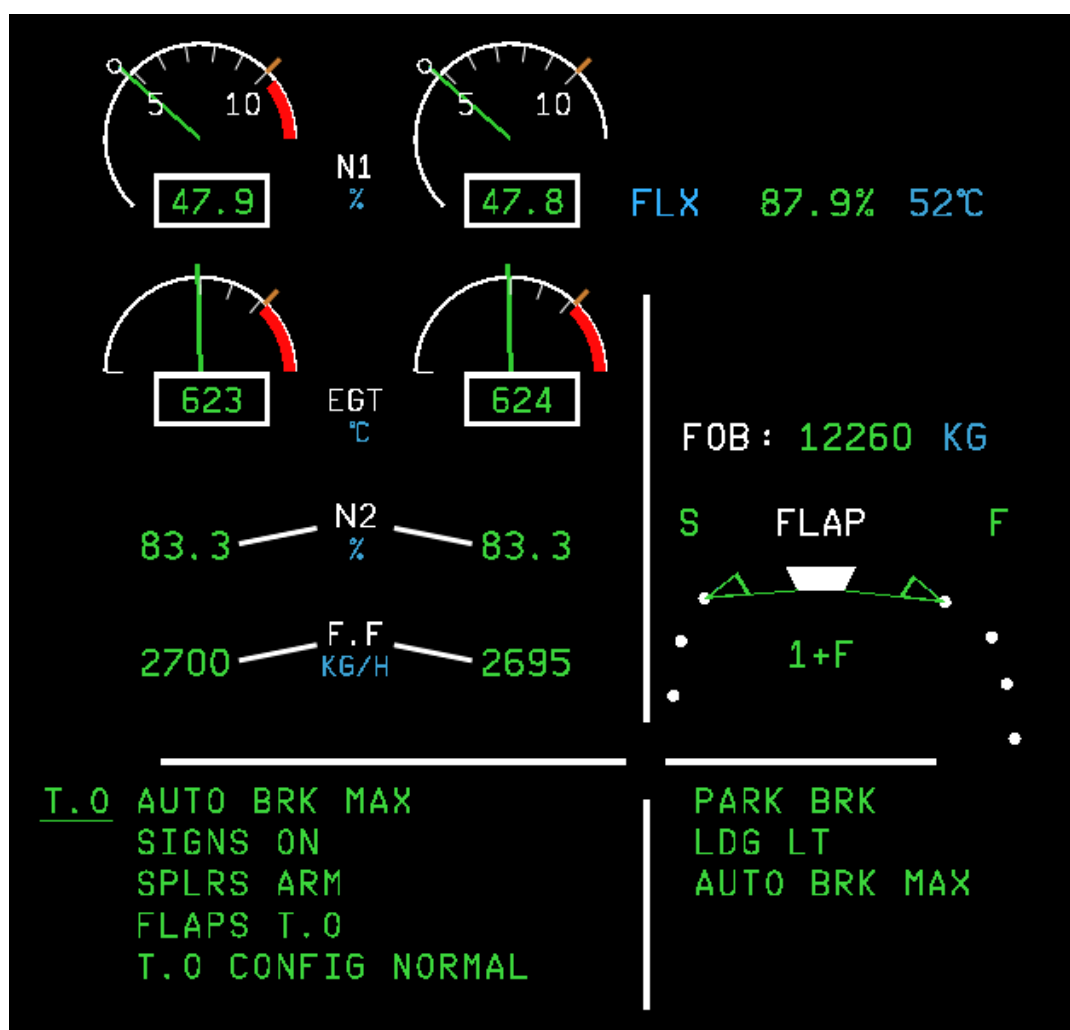 5 10 5 10
N1
47.9 % 47.8 FLX 87.9% 52°C
623 EGT 624
°C
FOB: 12260 KG
N2
83.3 % 83.3
S FLAP F
F.F
2700 KG/H 2695
1+F
T.O AUTO BRK MAX
SIGNS ON
SPLRS ARM
FLAPS T.O
T.O CONFIG NORMAL
PARK BRK
LDG LT
AUTO BRK MAX